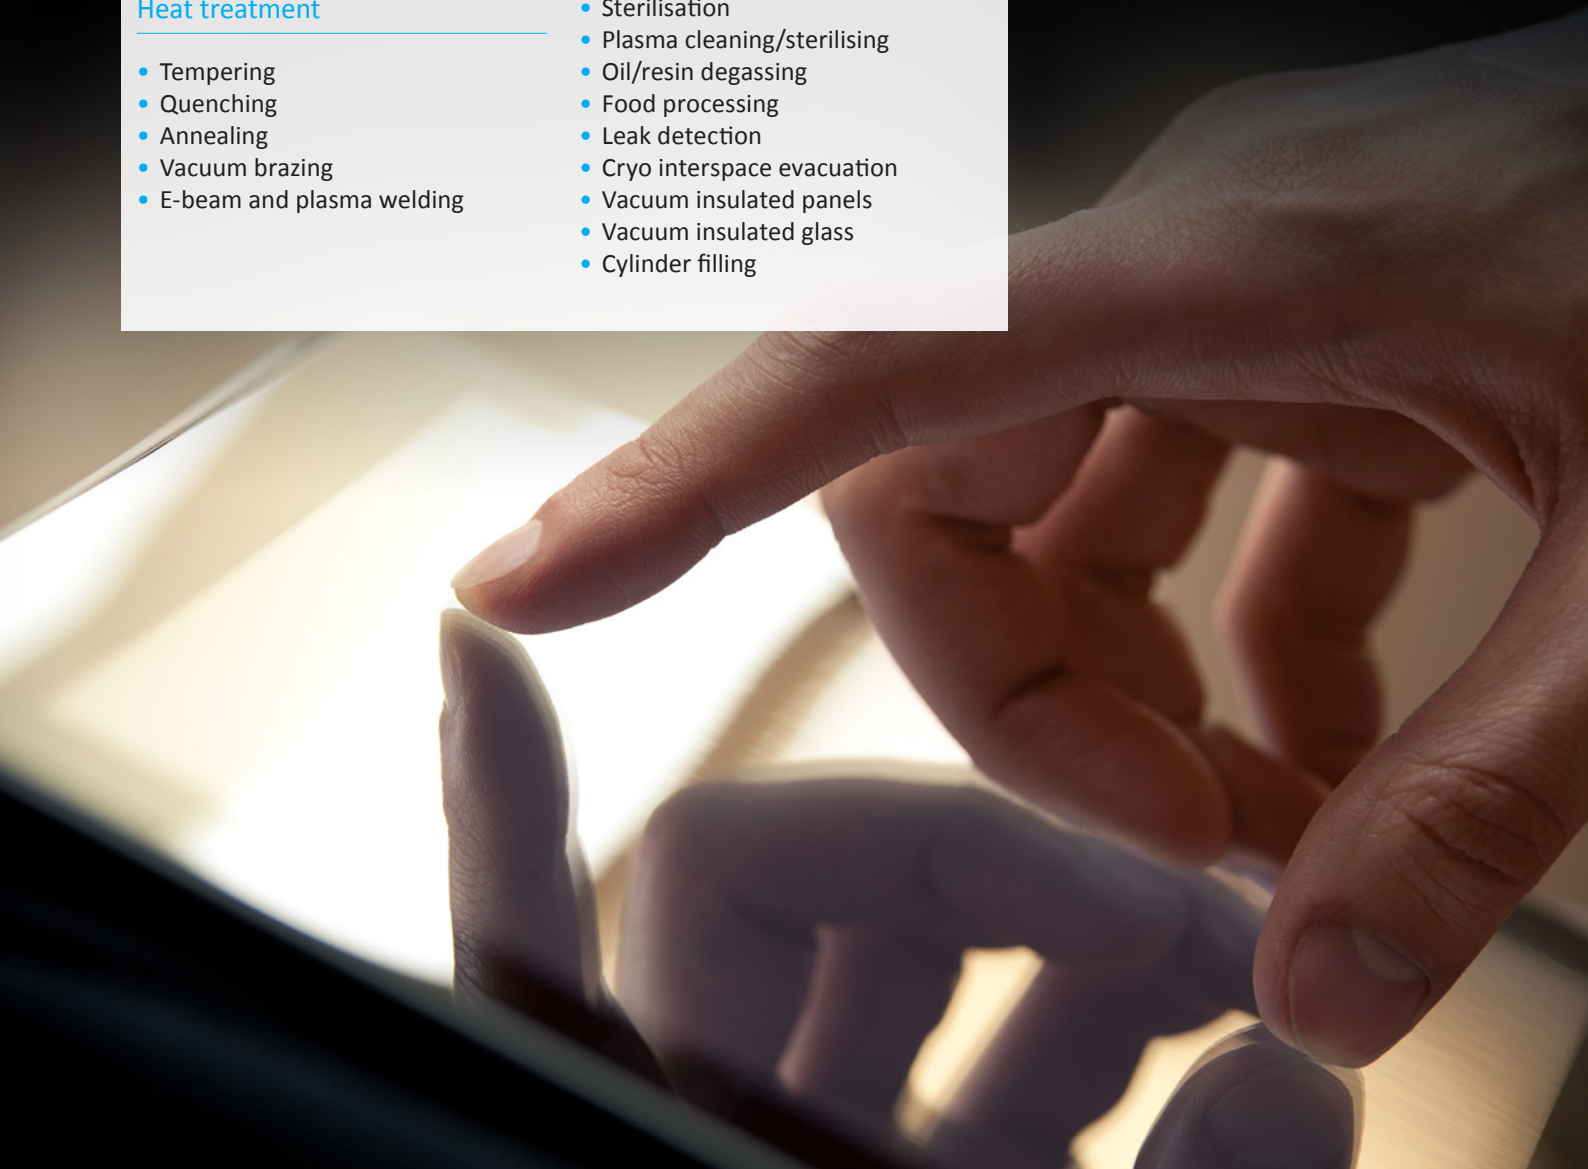 Heat treatment
• Tempering
• Quenching
• Annealing
• Vacuum brazing
• E-beam and plasma welding
• Sterilisation
• Plasma cleaning/sterilising
• Oil/resin degassing
• Food processing
• Leak detection
• Cryo interspace evacuation
• Vacuum insulated panels
• Vacuum insulated glass
• Cylinder filling